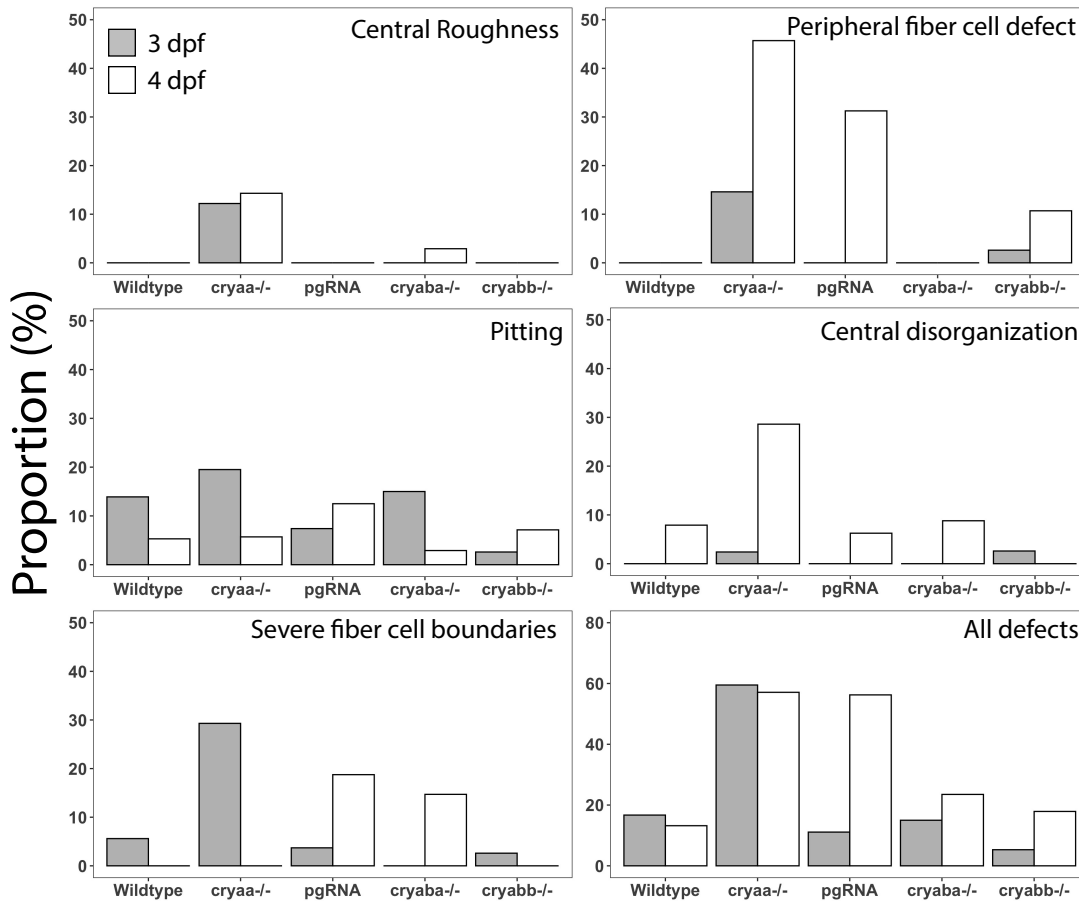 Proportion (%)
Central Roughness
3 dpf
4 dpf
50
40
30
20
10
0
Wildtype cryaa-/- pgRNA cryaba-/- cryabb-/-
Peripheral fiber cell defect
50
40
30
20
10
0
Wildtype cryaa-/- pgRNA cryaba-/- cryabb-/-
Pitting
50
40
30
20
10
0
Wildtype cryaa-/- pgRNA cryaba-/- cryabb-/-
Central disorganization
50
40
30
20
10
0
Wildtype cryaa-/- pgRNA cryaba-/- cryabb-/-
Severe fiber cell boundaries
50
40
30
20
10
0
Wildtype cryaa-/- pgRNA cryaba-/- cryabb-/-
All defects
80
60
40
20
0
Wildtype cryaa-/- pgRNA cryaba-/- cryabb-/-